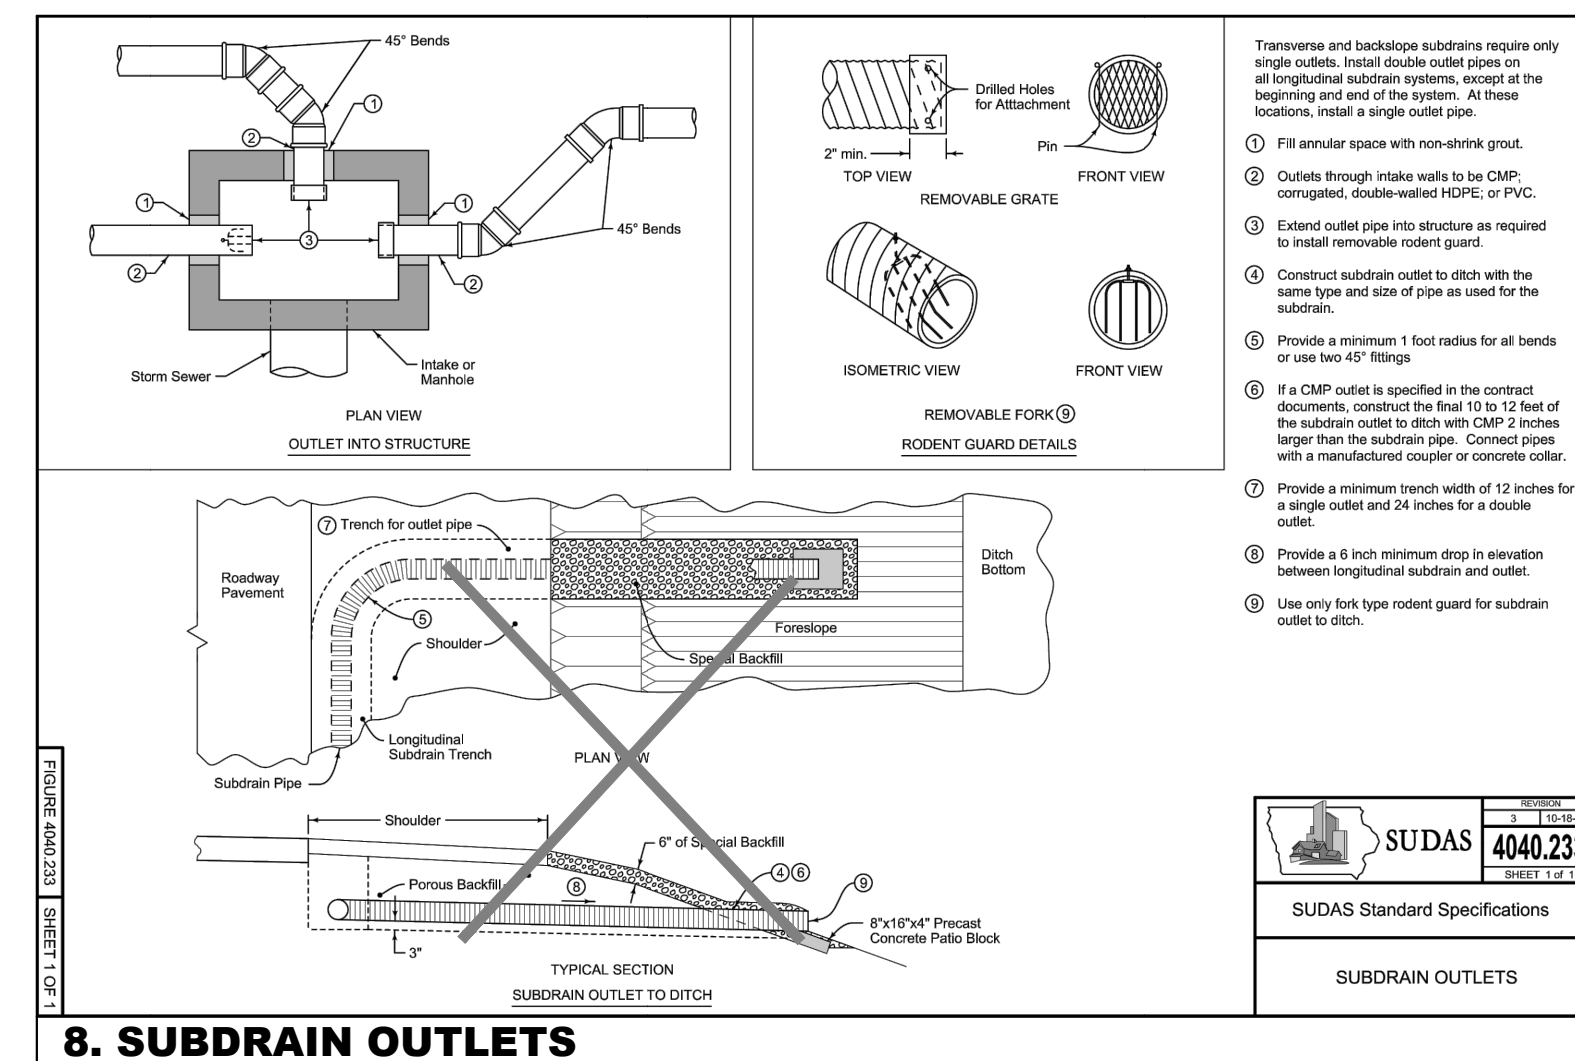 45° Bends
1
2
1
1
3
45° Bends
2
2
Storm Sewer
Intake or
Manhole
PLAN VIEW
OUTLET INTO STRUCTURE
Drilled Holes
for Atttachment
2" min.
Pin
TOP VIEW
FRONT VIEW
REMOVABLE GRATE
ISOMETRIC VIEW
FRONT VIEW
REMOVABLE FORK 9
RODENT GUARD DETAILS
Transverse and backslope subdrains require only
single outlets. Install double outlet pipes on
all longitudinal subdrain systems, except at the
beginning and end of the system. At these
locations, install a single outlet pipe.
1 Fill annular space with non-shrink grout.
2 Outlets through intake walls to be CMP;
corrugated, double-walled HDPE; or PVC.
3 Extend outlet pipe into structure as required
to install removable rodent guard.
4 Construct subdrain outlet to ditch with the
same type and size of pipe as used for the
subdrain.
5 Provide a minimum 1 foot radius for all bends
or use two 45° fittings
6 If a CMP outlet is specified in the contract
documents, construct the final 10 to 12 feet of
the subdrain outlet to ditch with CMP 2 inches
larger than the subdrain pipe. Connect pipes
with a manufactured coupler or concrete collar.
7 Provide a minimum trench width of 12 inches for
a single outlet and 24 inches for a double
outlet.
8 Provide a 6 inch minimum drop in elevation
between longitudinal subdrain and outlet.
9 Use only fork type rodent guard for subdrain
outlet to ditch.
7 Trench for outlet pipe
Roadway
Pavement
Ditch
Bottom
5
Shoulder
Foreslope
Special Backfill
Longitudinal
Subdrain Trench
Subdrain Pipe
PLAN VIEW
Shoulder
6" of Special Backfill
4 6
Porous Backfill
8
9
8"x16"x4" Precast
Concrete Patio Block
3"
TYPICAL SECTION
SUBDRAIN OUTLET TO DITCH
FIGURE 4040.233
SHEET 1 OF 1
SUDAS
REVISION
3 10-18-
4040.23
SHEET 1 of 1
SUDAS Standard Specifications
SUBDRAIN OUTLETS
8. SUBDRAIN OUTLETS